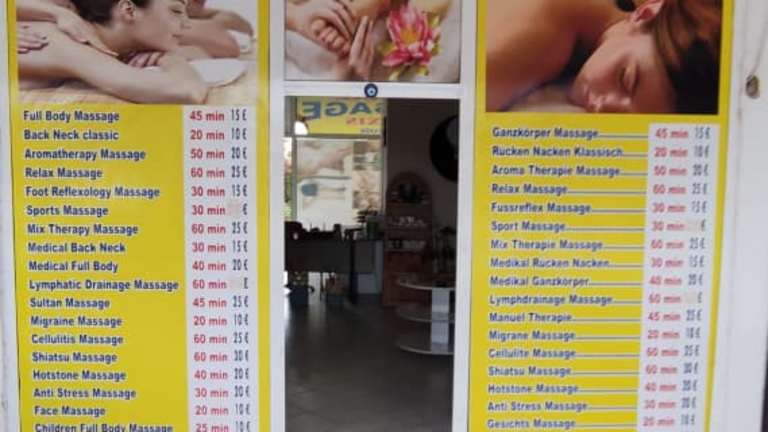 SAGE
Full Body Massage 45 min 15 €
Back Neck classic 20 min 10 €
Aromatherapy Massage 50 min 20 €
Relax Massage 60 min 25 €
Foot Reflexology Massage 30 min 15 €
Sports Massage 30 min €
Mix Therapy Massage 60 min 25 €
Medical Back Neck 30 min 15 €
Medical Full Body 40 min 20 €
Lymphatic Drainage Massage 60 min €
Sultan Massage 45 min 25 €
Migraine Massage 20 min 10 €
Cellulitis Massage 60 min 25 €
Shiatsu Massage 60 min 30 €
Hotstone Massage 40 min 20 €
Anti Stress Massage 30 min 20 €
Face Massage 20 min 10 €
Children Full Body Massage 25 min 10 €
Ganzkörper Massage 45 min 15 €
Rücken Nacken Klassisch 20 min 10 €
Aroma Therapie Massage 50 min 20 €
Relax Massage 60 min 25 €
Fussreflex Massage 30 min 15 €
Sport Massage 30 min €
Mix Therapie Massage 60 min 25 €
Medikal Rücken Nacken 30 min 15 €
Medikal Ganzkörper 40 min 20 €
Lymphdrainage Massage 60 min €
Manuel Therapie 45 min 25 €
Migrane Massage 20 min 10 €
Cellulite Massage 60 min 25 €
Shiatsu Massage 60 min 30 €
Hotstone Massage 40 min 20 €
Anti Stress Massage 30 min 20 €
Gesichts Massage 20 min 10 €